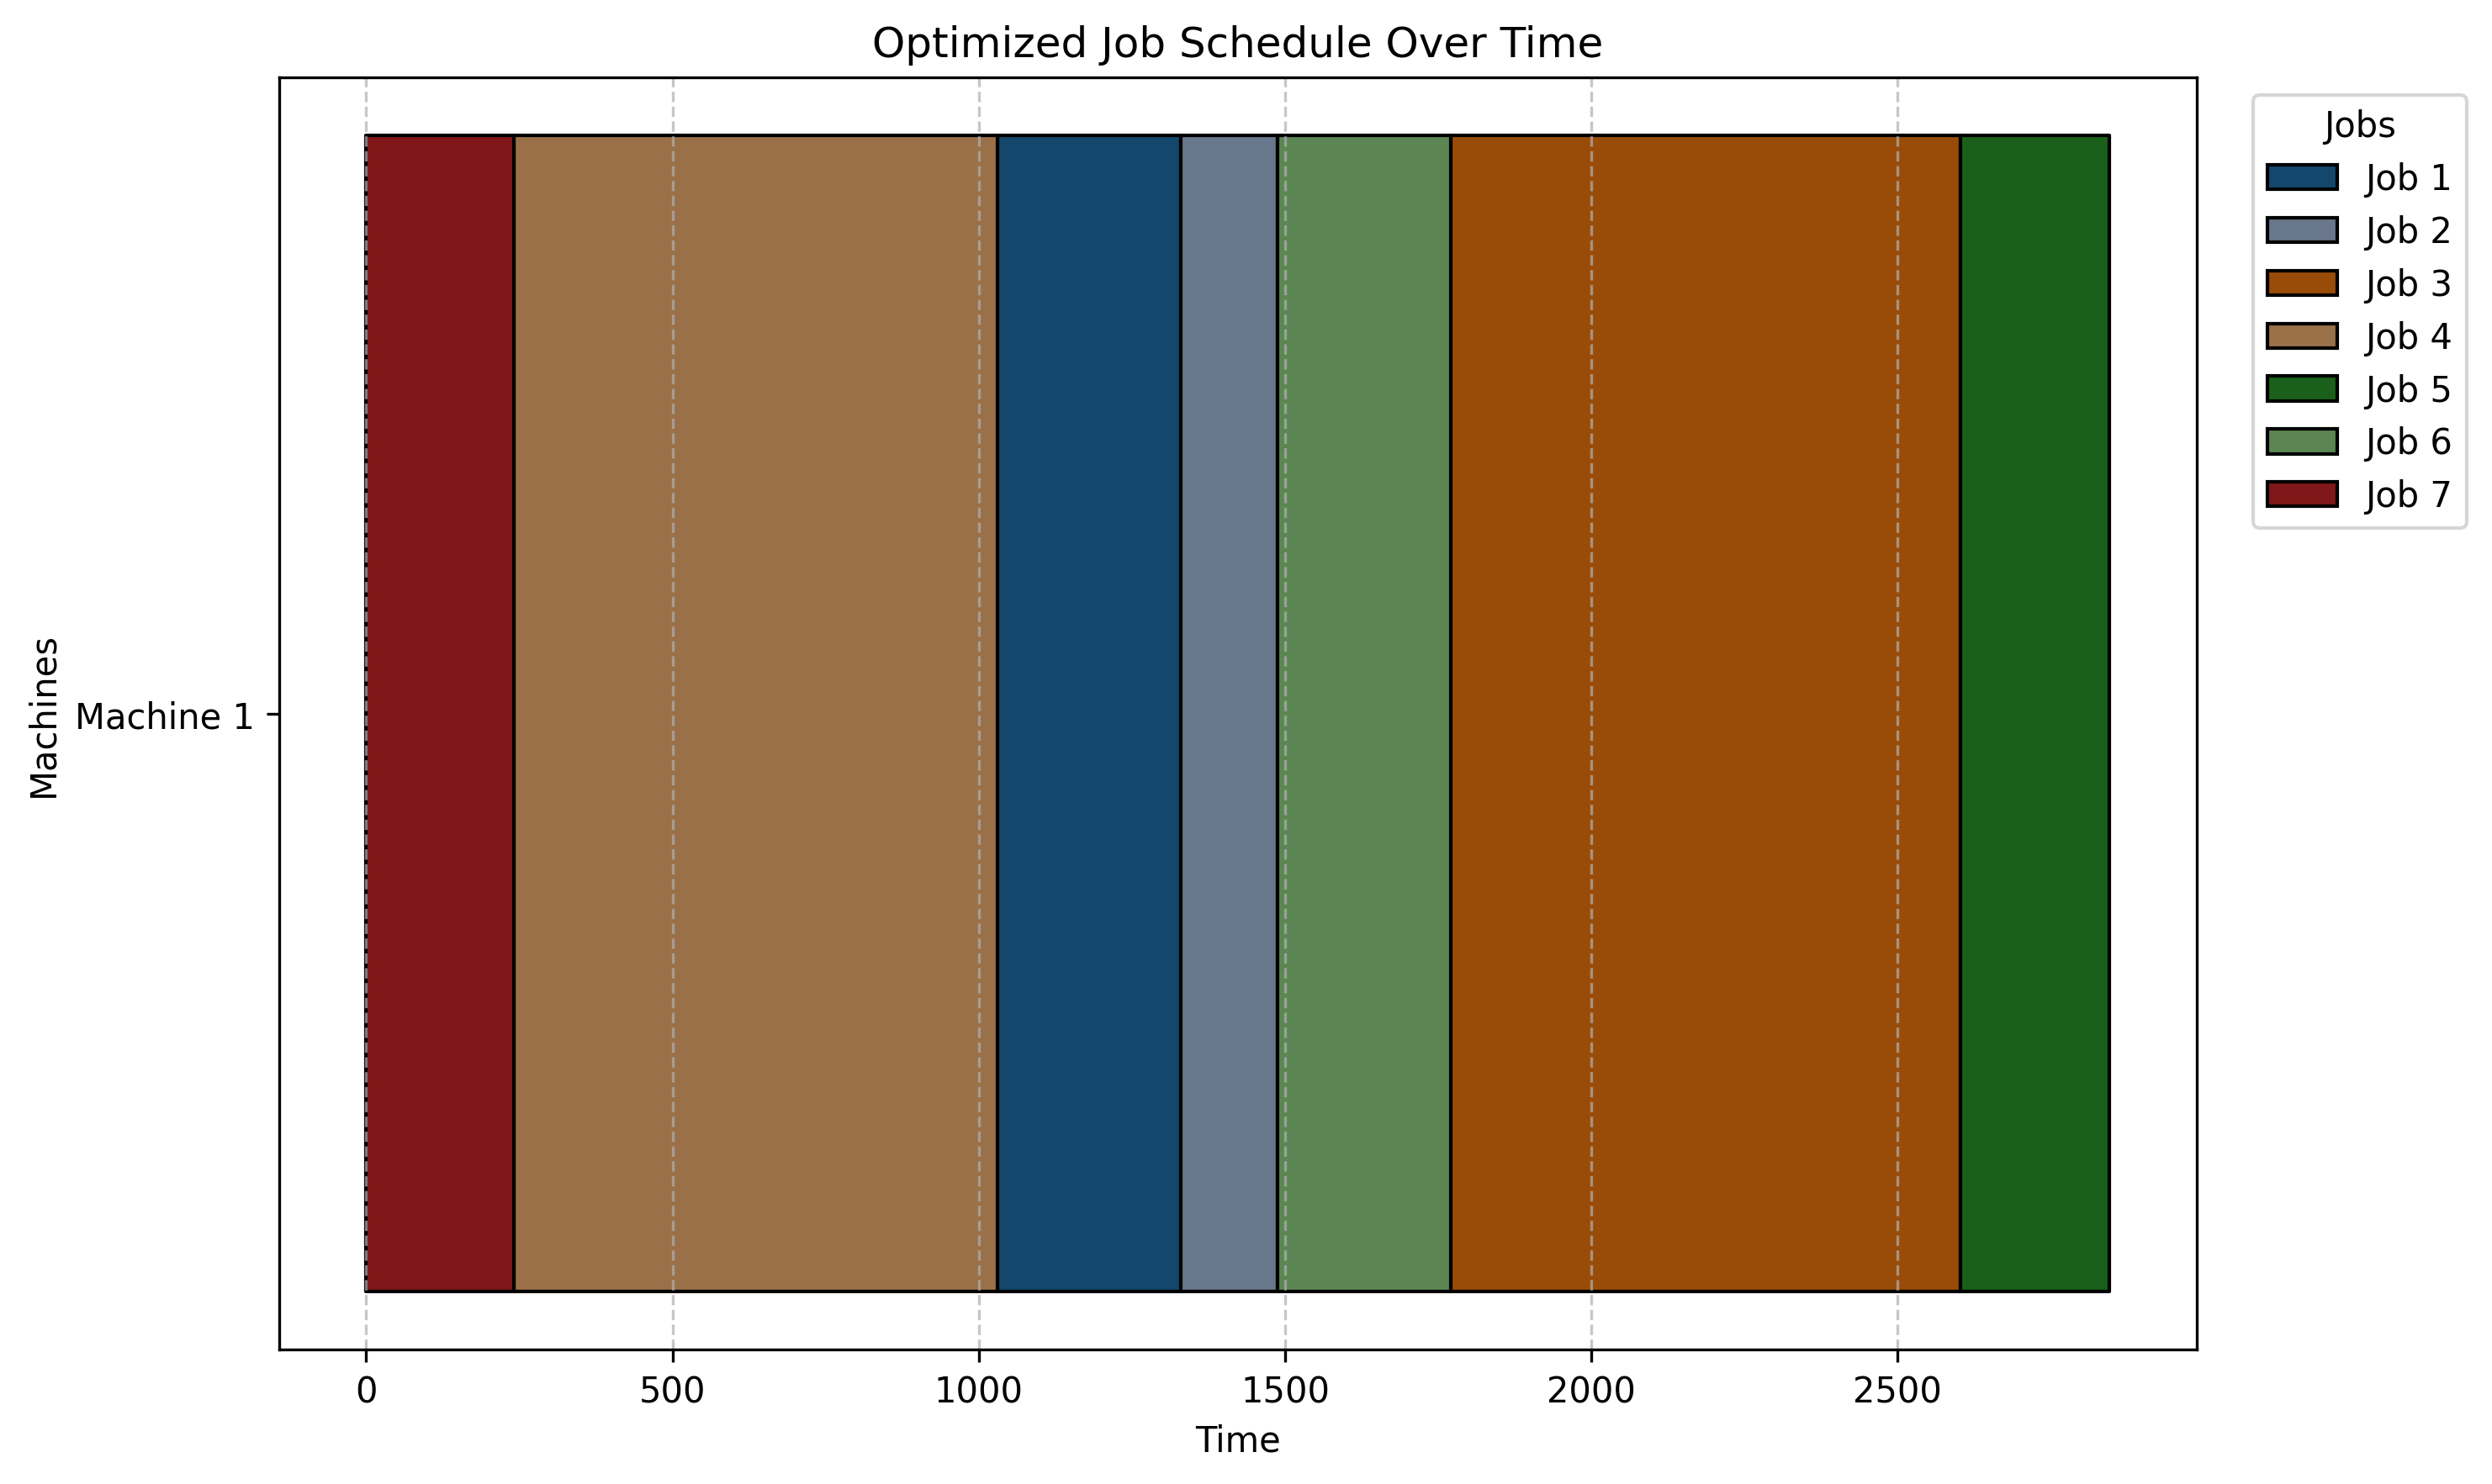 Optimized Job Schedule Over Time
Jobs
Job 1
Job 2
Job 3
Job 4
Job 5
Job 6
Job 7
Machines
Machine 1
0 500 1000 1500 2000 2500
Time